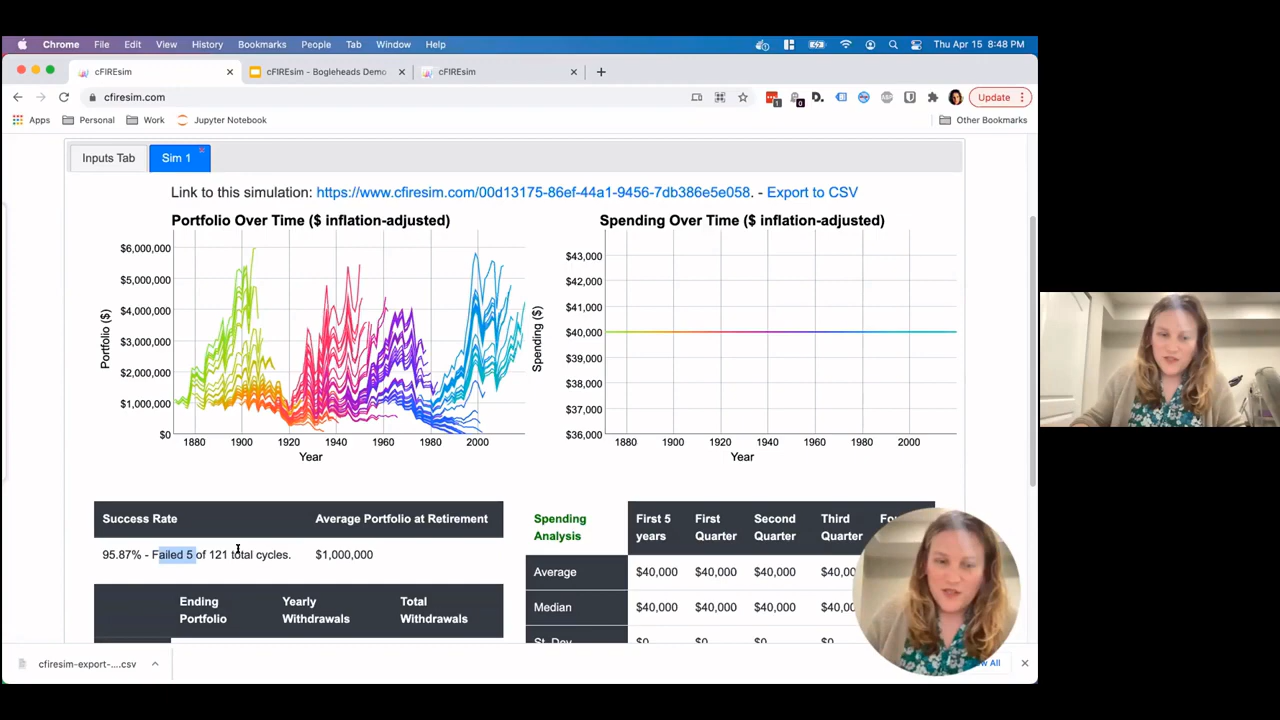 Chrome File Edit View History Bookmarks People Tab Window Help Thu Apr 15 8:48 PM
cFIREsim cFIREsim - Bogleheads Demo cFIREsim
cfiresim.com Update
Apps Personal Work Jupyter Notebook Other Bookmarks
Inputs Tab Sim 1
Link to this simulation: https://www.cfiresim.com/00d13175-86ef-44a1-9456-7db386e5e058. - Export to CSV
Portfolio Over Time ($ inflation-adjusted)
$6,000,000
$5,000,000
$4,000,000
$3,000,000
$2,000,000
$1,000,000
$0
Portfolio ($)
1880 1900 1920 1940 1960 1980 2000
Year
Spending Over Time ($ inflation-adjusted)
$43,000
$42,000
$41,000
$40,000
$39,000
$38,000
$37,000
$36,000
Spending ($)
1880 1900 1920 1940 1960 1980 2000
Year
Success Rate Average Portfolio at Retirement
95.87% - Failed 5 of 121 total cycles. $1,000,000
Ending Portfolio Yearly Withdrawals Total Withdrawals
Spending Analysis First 5 years First Quarter Second Quarter Third Quarter
Average $40,000 $40,000 $40,000 $40,000
Median $40,000 $40,000 $40,000 $40,000
St. Dev $0 $0 $0 $0
cfiresim-export-....csv All